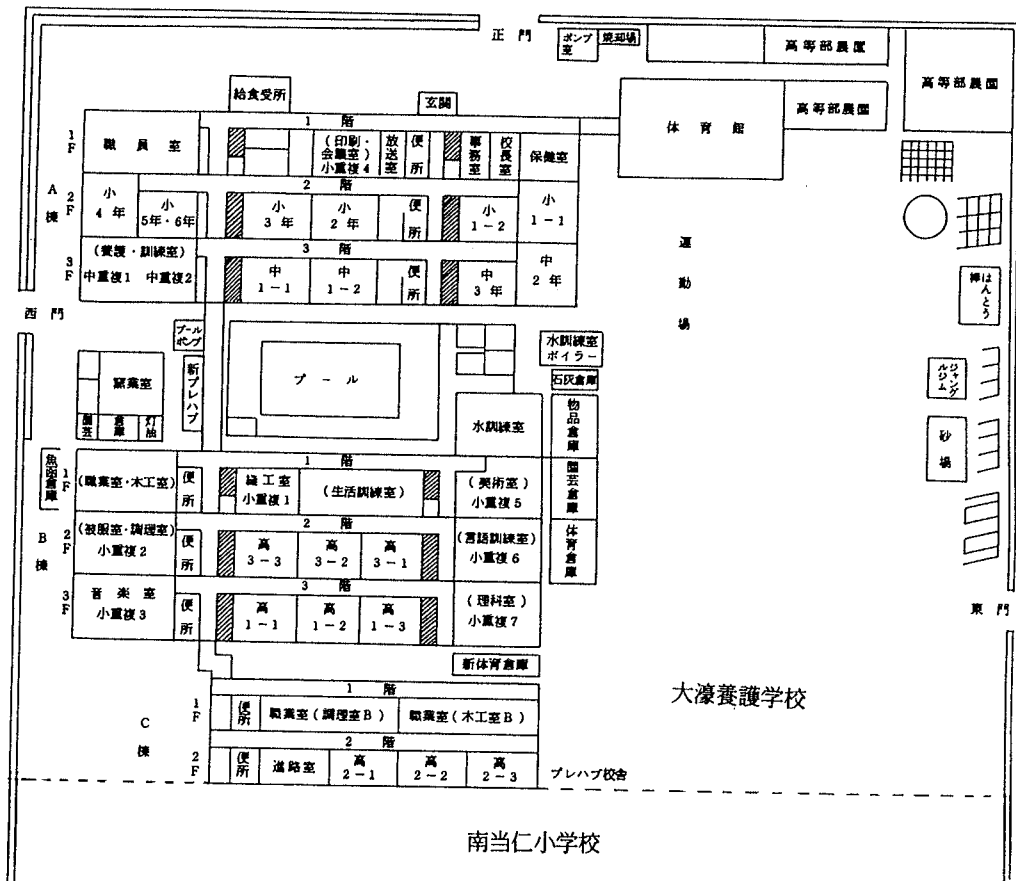 正門
ポンプ室
焼却場
高等部農園
高等部農園
高等部農園
体育館
給食受所
玄関
1階
1F
職員室
(印刷・会議室)
小重複4
放送室
便所
事務室
校長室
保健室
A棟
2階
2F
小
4年
小
5年・6年
小
3年
小
2年
便所
小
1-2
小
1-1
3階
3F
(養護・訓練室)
中重複1 中重複2
中
1-1
中
1-2
便所
中
3年
中
2年
運動場
はんとう棒
ジャングルジム
砂場
西門
プールポンプ
新プレハブ
プール
水訓練室
ボイラー
石灰倉庫
窯業室
園芸
倉庫
灯油
水訓練室
物品倉庫
園芸倉庫
体育倉庫
1階
1F
(職業室・木工室)
便所
縫工室
小重複1
(生活訓練室)
(美術室)
小重複5
B棟
2階
2F
(被服室・調理室)
小重複2
便所
高
3-3
高
3-2
高
3-1
(言語訓練室)
小重複6
3階
3F
音楽室
小重複3
便所
高
1-1
高
1-2
高
1-3
(理科室)
小重複7
東門
新体育倉庫
大濠養護学校
C棟
1階
1F
便所
職業室(調理室B)
職業室(木工室B)
2階
2F
便所
進路室
高
2-1
高
2-2
高
2-3
プレハブ校舎
南当仁小学校